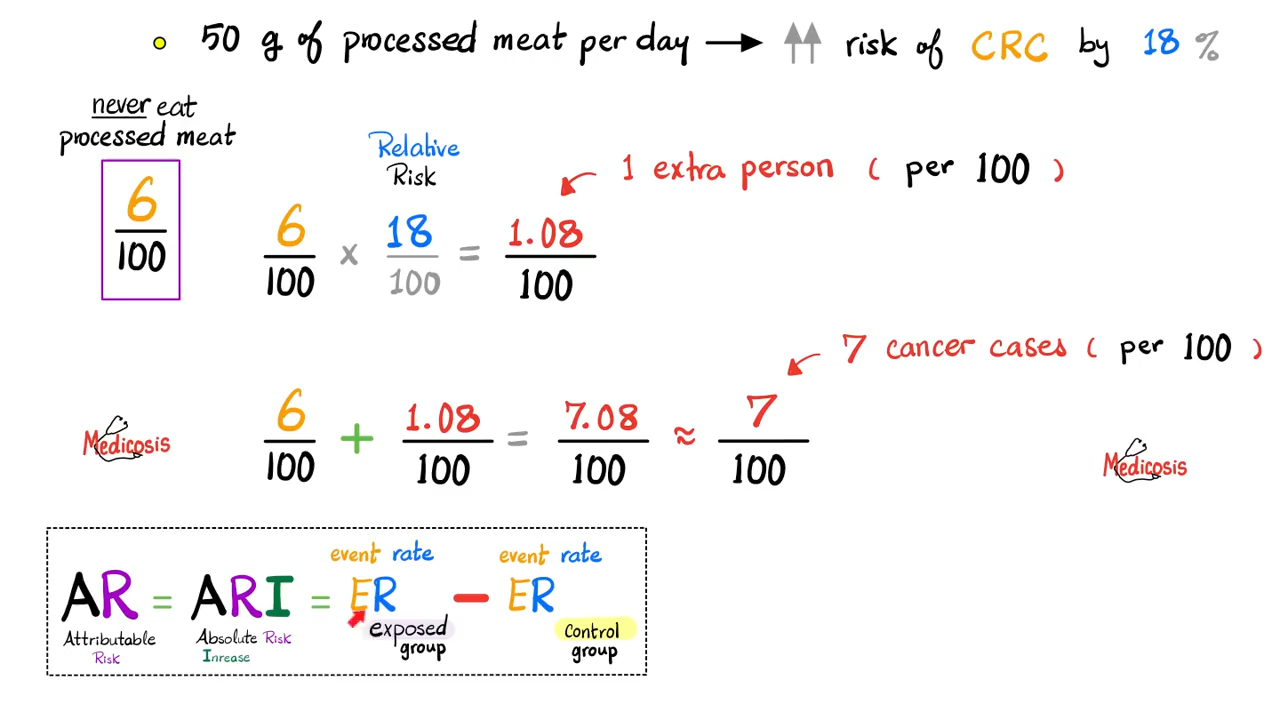 50 g of processed meat per day → ↑↑ risk of CRC by 18 %
never eat
processed meat
6
100
Relative
Risk
6/100 x 18/100 = 1.08/100
1 extra person ( per 100 )
6/100 + 1.08/100 = 7.08/100 ≈ 7/100
7 cancer cases ( per 100 )
Medicosis
Medicosis
event rate event rate
AR = ARI = ER − ER
Attributable
Risk
Absolute Risk
Inrease
exposed
group
control
group